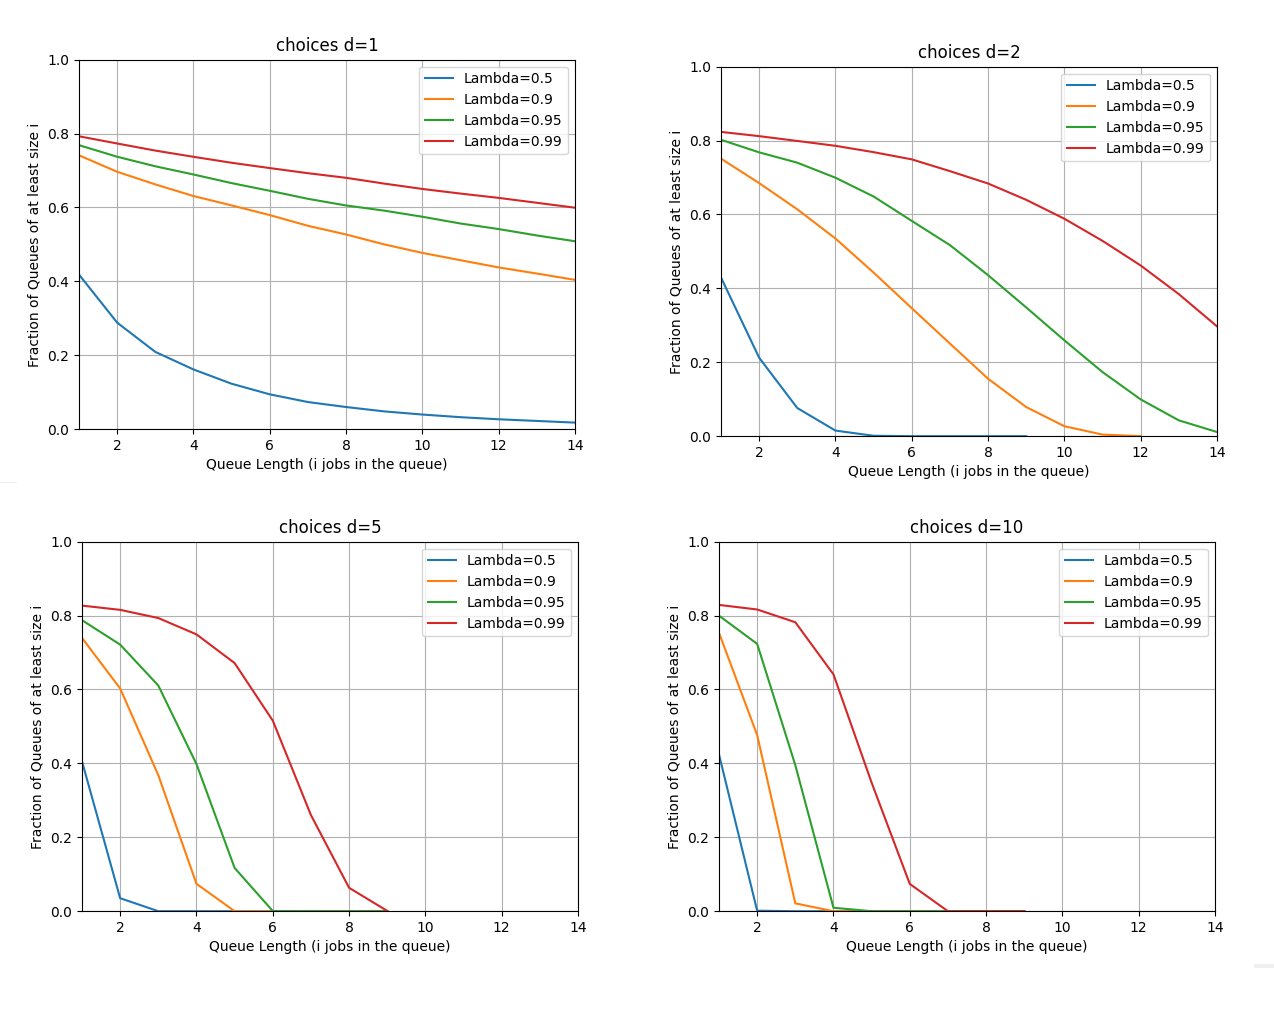 choices d=1
Fraction of Queues of at least size i
1.0
0.8
0.6
0.4
0.2
0.0
Lambda=0.5
Lambda=0.9
Lambda=0.95
Lambda=0.99
2 4 6 8 10 12 14
Queue Length (i jobs in the queue)
choices d=2
Fraction of Queues of at least size i
1.0
0.8
0.6
0.4
0.2
0.0
Lambda=0.5
Lambda=0.9
Lambda=0.95
Lambda=0.99
2 4 6 8 10 12 14
Queue Length (i jobs in the queue)
choices d=5
Fraction of Queues of at least size i
1.0
0.8
0.6
0.4
0.2
0.0
Lambda=0.5
Lambda=0.9
Lambda=0.95
Lambda=0.99
2 4 6 8 10 12 14
Queue Length (i jobs in the queue)
choices d=10
Fraction of Queues of at least size i
1.0
0.8
0.6
0.4
0.2
0.0
Lambda=0.5
Lambda=0.9
Lambda=0.95
Lambda=0.99
2 4 6 8 10 12 14
Queue Length (i jobs in the queue)